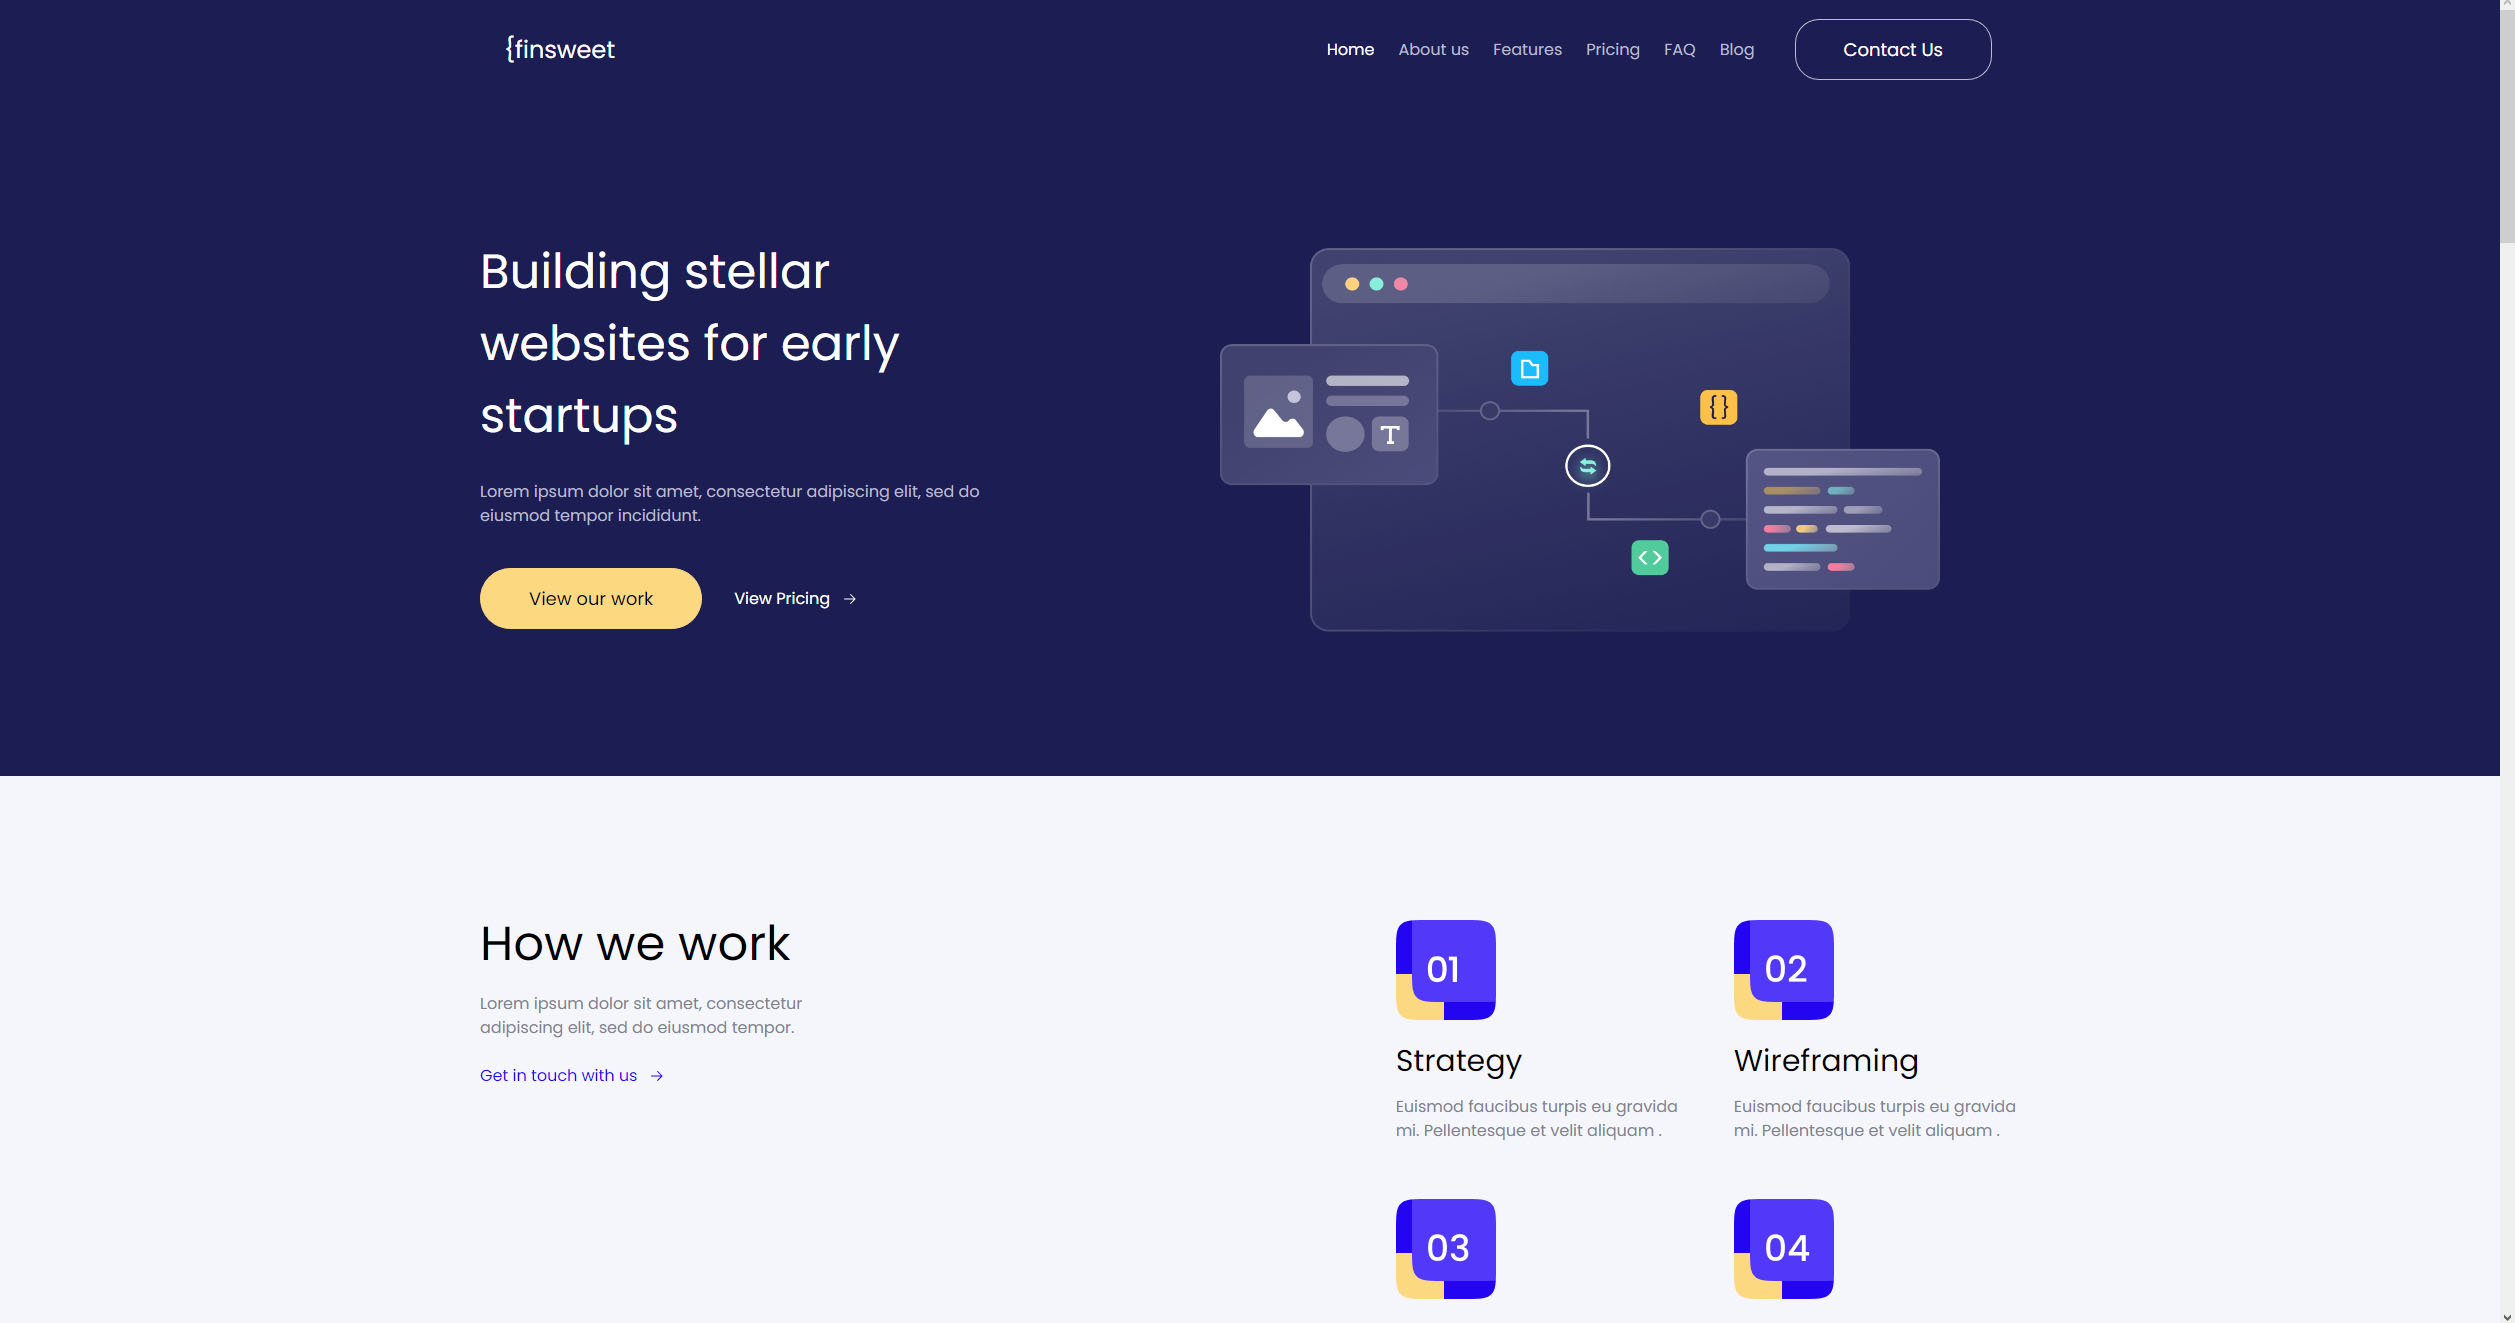 {finsweet
Home About us Features Pricing FAQ Blog Contact Us
Building stellar
websites for early
startups
Lorem ipsum dolor sit amet, consectetur adipiscing elit, sed do
eiusmod tempor incididunt.
View our work View Pricing →
T
{}
<>
How we work
Lorem ipsum dolor sit amet, consectetur
adipiscing elit, sed do eiusmod tempor.
Get in touch with us →
01
Strategy
Euismod faucibus turpis eu gravida
mi. Pellentesque et velit aliquam .
02
Wireframing
Euismod faucibus turpis eu gravida
mi. Pellentesque et velit aliquam .
03
04